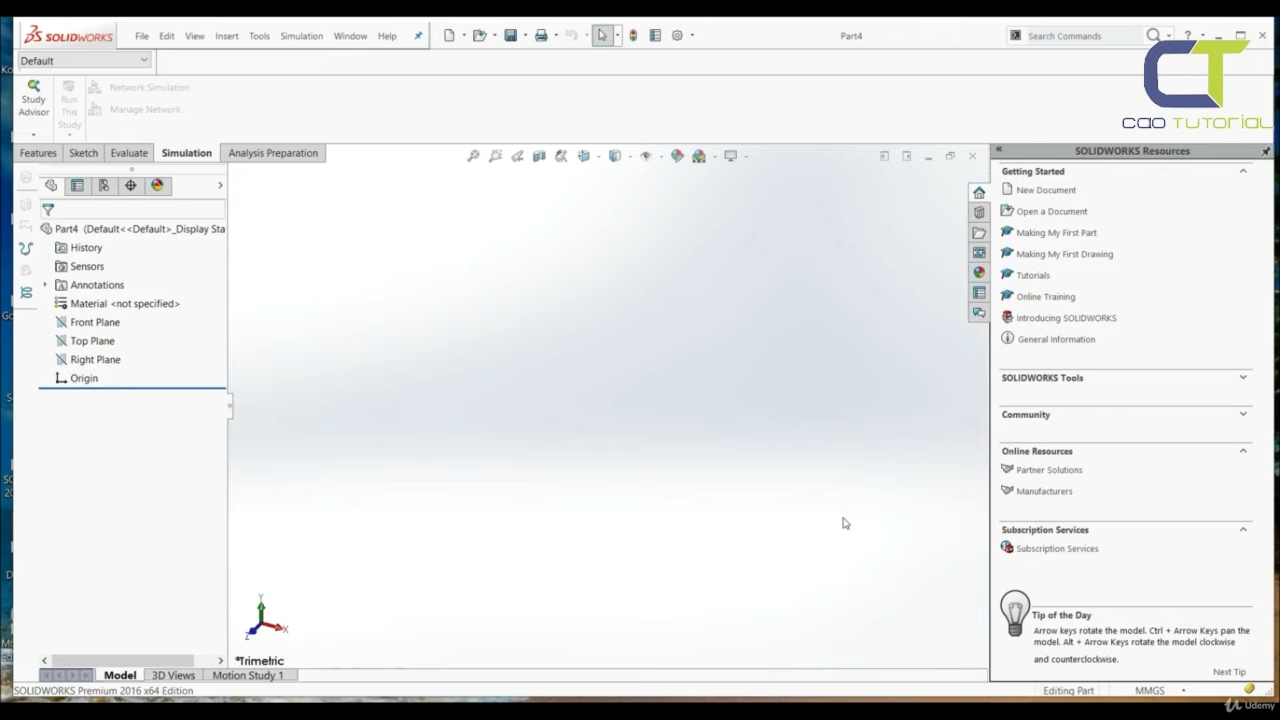 SOLIDWORKS File Edit View Insert Tools Simulation Window Help Part4 Search Commands ?
Default
Study Advisor
Run This Study
Network Simulation
Manage Network
CAO TUTORIAL
Features Sketch Evaluate Simulation Analysis Preparation
Part4 (Default<<Default>_Display Sta
History
Sensors
Annotations
Material <not specified>
Front Plane
Top Plane
Right Plane
Origin
Y
X
Z
*Trimetric
Model 3D Views Motion Study 1
SOLIDWORKS Premium 2016 x64 Edition
SOLIDWORKS Resources
Getting Started
New Document
Open a Document
Making My First Part
Making My First Drawing
Tutorials
Online Training
Introducing SOLIDWORKS
General Information
SOLIDWORKS Tools
Community
Online Resources
Partner Solutions
Manufacturers
Subscription Services
Subscription Services
Tip of the Day
Arrow keys rotate the model. Ctrl + Arrow Keys pan the
model. Alt + Arrow Keys rotate the model clockwise
and counterclockwise.
Next Tip
Editing Part MMGS
Udemy